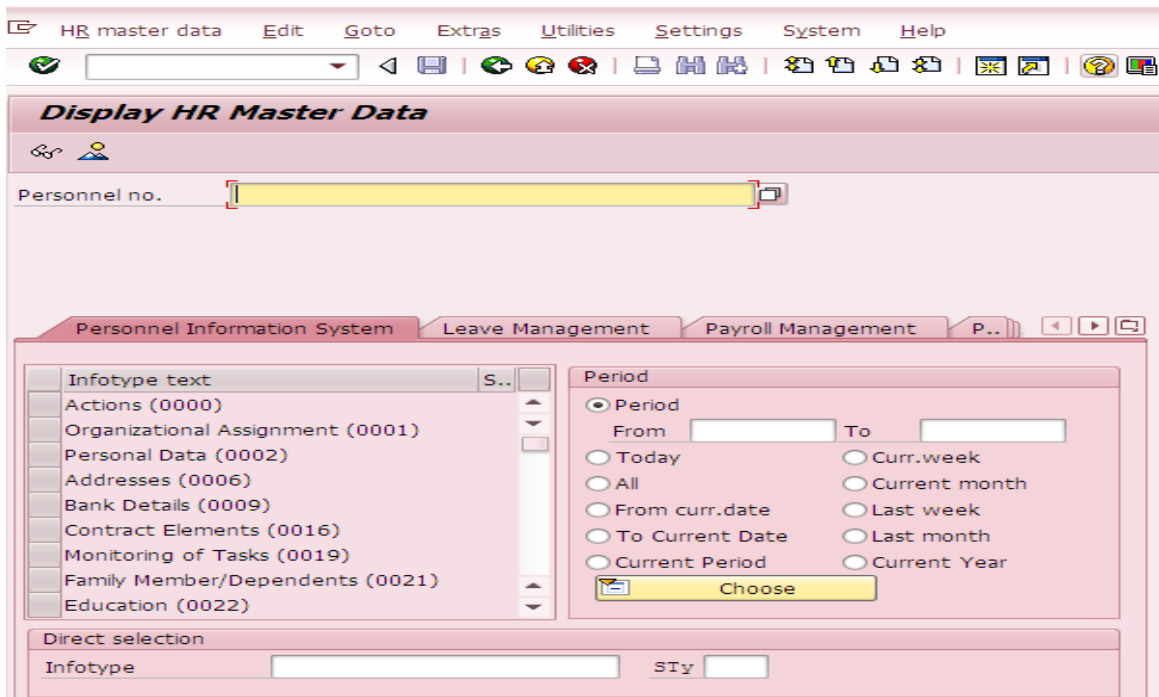 HR master data Edit Goto Extras Utilities Settings System Help
Display HR Master Data
Personnel no.
Personnel Information System Leave Management Payroll Management P..
Infotype text S..
Actions (0000)
Organizational Assignment (0001)
Personal Data (0002)
Addresses (0006)
Bank Details (0009)
Contract Elements (0016)
Monitoring of Tasks (0019)
Family Member/Dependents (0021)
Education (0022)
Period
Period
From To
Today Curr.week
All Current month
From curr.date Last week
To Current Date Last month
Current Period Current Year
Choose
Direct selection
Infotype STy